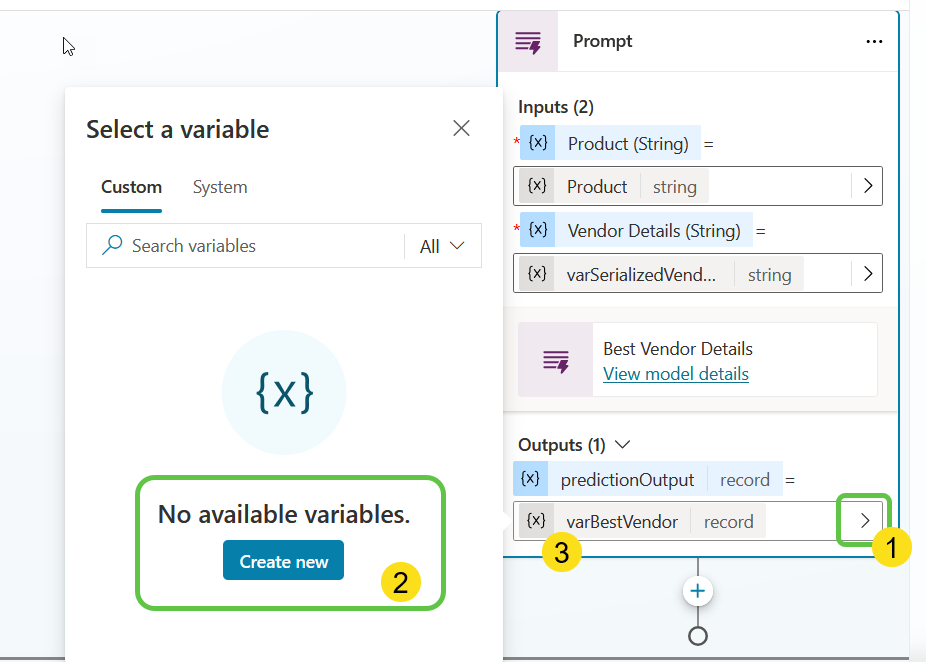 Prompt
...
Inputs (2)
* {x} Product (String) =
{x} Product string
* {x} Vendor Details (String) =
{x} varSerializedVend... string
Best Vendor Details
View model details
Outputs (1)
{x} predictionOutput record =
{x} varBestVendor record
1
3
Select a variable
Custom System
Search variables All
{x}
No available variables.
Create new
2